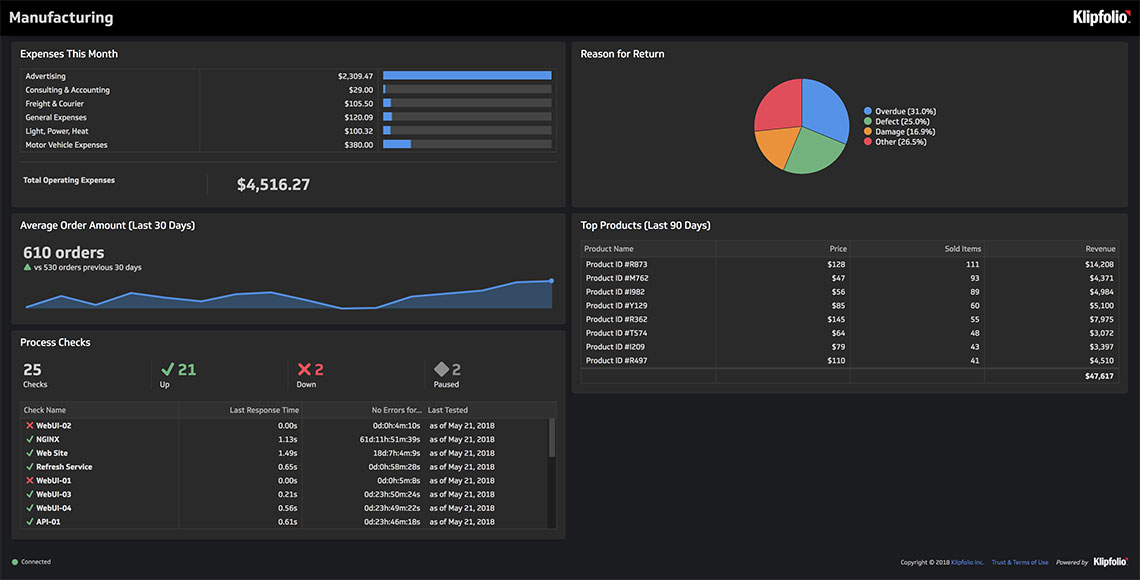 Manufacturing
Klipfolio
Expenses This Month
Advertising $2,309.47
Consulting & Accounting $29.00
Freight & Courier $105.50
General Expenses $120.09
Light, Power, Heat $100.32
Motor Vehicle Expenses $380.00
Total Operating Expenses $4,516.27
Reason for Return
Overdue (31.0%)
Defect (25.0%)
Damage (16.9%)
Other (26.5%)
Average Order Amount (Last 30 Days)
610 orders
vs 530 orders previous 30 days
Top Products (Last 90 Days)
Product Name Price Sold Items Revenue
Product ID #R873 $128 111 $14,208
Product ID #M762 $47 93 $4,371
Product ID #I982 $56 89 $4,984
Product ID #Y129 $85 60 $5,100
Product ID #R362 $145 55 $7,975
Product ID #T574 $64 48 $3,072
Product ID #I209 $79 43 $3,397
Product ID #R497 $110 41 $4,510
$47,617
Process Checks
25 21 2 2
Checks Up Down Paused
Check Name Last Response Time No Errors for... Last Tested
WebUI-02 0.00s 0d:0h:4m:10s as of May 21, 2018
NGINX 1.13s 61d:11h:51m:39s as of May 21, 2018
Web Site 1.49s 18d:7h:4m:9s as of May 21, 2018
Refresh Service 0.65s 0d:0h:58m:28s as of May 21, 2018
WebUI-01 0.00s 0d:0h:5m:8s as of May 21, 2018
WebUI-03 0.21s 0d:23h:50m:24s as of May 21, 2018
WebUI-04 0.56s 0d:23h:49m:22s as of May 21, 2018
API-01 0.61s 0d:23h:46m:18s as of May 21, 2018
Connected
Copyright © 2018 Klipfolio Inc. Trust & Terms of Use Powered by Klipfolio